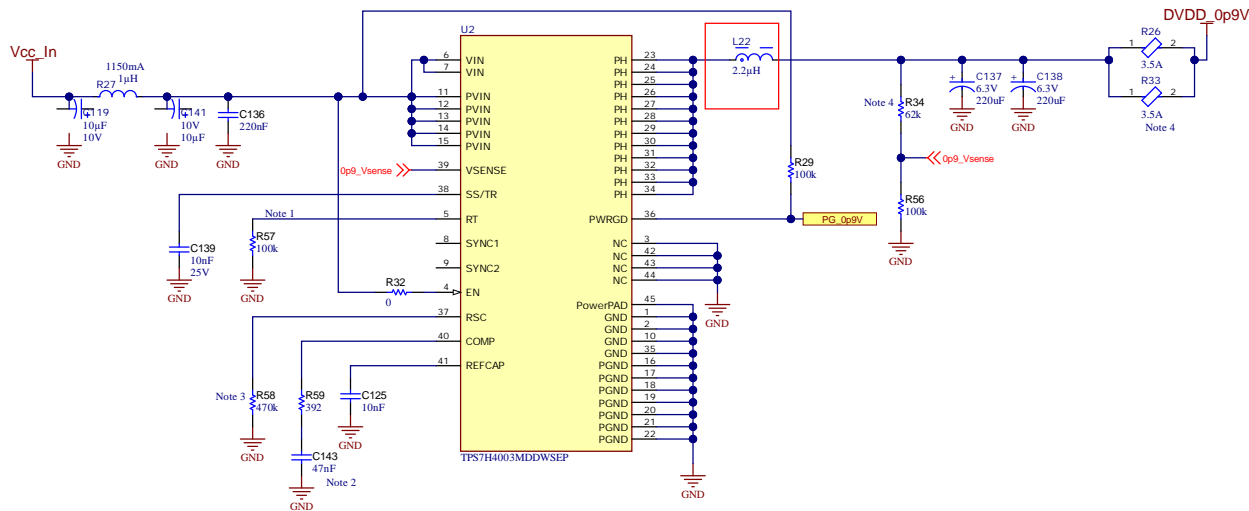 Vcc_In
1150mA
1µH
R27
C119
10µF
10V
GND
C141
10V
10µF
GND
C136
220nF
GND
U2
6 VIN
7 VIN
11 PVIN
12 PVIN
13 PVIN
14 PVIN
15 PVIN
0p9_Vsense
39 VSENSE
38 SS/TR
5 RT
8 SYNC1
9 SYNC2
4 EN
37 RSC
40 COMP
41 REFCAP
PH 23
PH 24
PH 25
PH 26
PH 27
PH 28
PH 29
PH 30
PH 31
PH 32
PH 33
PH 34
PWRGD 36
NC 3
NC 42
NC 43
NC 44
PowerPAD 45
GND 1
GND 2
GND 10
GND 35
PGND 16
PGND 17
PGND 18
PGND 19
PGND 20
PGND 21
PGND 22
TPS7H4003MDDWSEP
C139
10nF
25V
GND
Note 1
R57
100k
GND
R32
0
Note 3
R58
470k
GND
R59
392
C143
47nF
Note 2
GND
C125
10nF
GND
L22
2.2µH
R29
100k
PG_0p9V
GND
GND
Note 4
R34
62k
0p9_Vsense
R56
100k
GND
+
C137
6.3V
220uF
GND
+
C138
6.3V
220uF
GND
DVDD_0p9V
R26
1 2
3.5A
R33
1 2
3.5A
Note 4